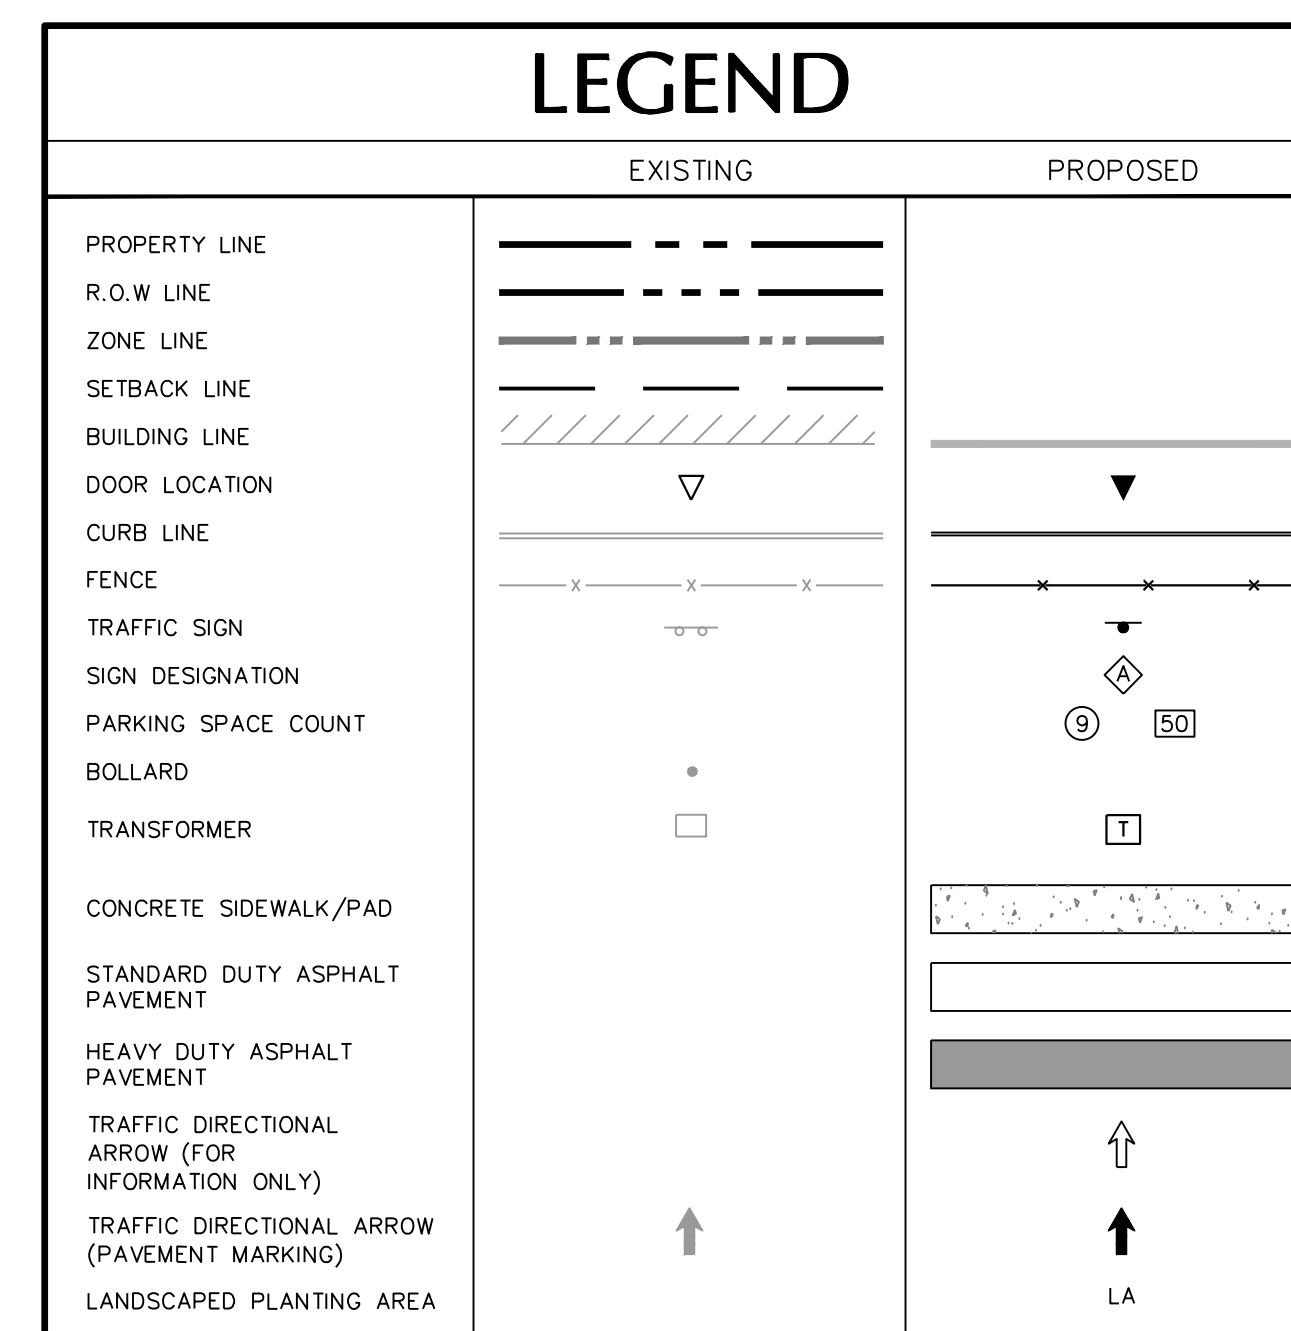 LEGEND
EXISTING PROPOSED
PROPERTY LINE
R.O.W LINE
ZONE LINE
SETBACK LINE
BUILDING LINE
DOOR LOCATION
CURB LINE
FENCE
TRAFFIC SIGN
SIGN DESIGNATION A
PARKING SPACE COUNT 9 50
BOLLARD
TRANSFORMER T
CONCRETE SIDEWALK/PAD
STANDARD DUTY ASPHALT
PAVEMENT
HEAVY DUTY ASPHALT
PAVEMENT
TRAFFIC DIRECTIONAL
ARROW (FOR
INFORMATION ONLY)
TRAFFIC DIRECTIONAL ARROW
(PAVEMENT MARKING)
LANDSCAPED PLANTING AREA LA